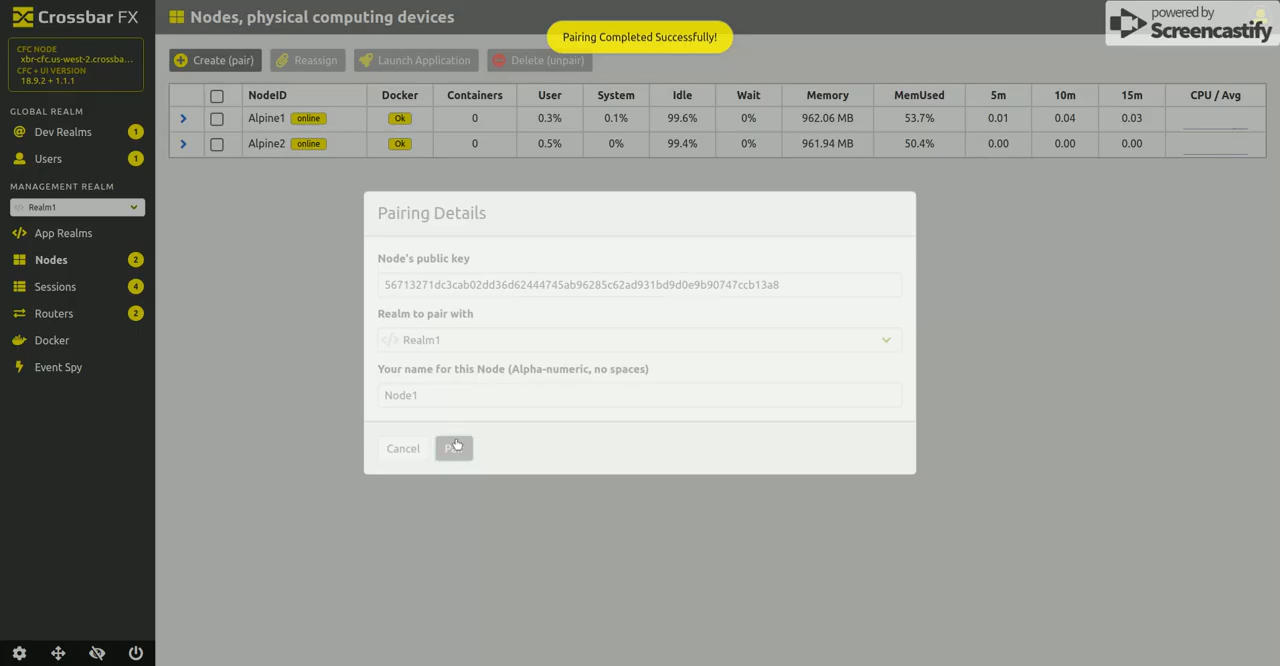 Crossbar FX
CFC NODE
xbr-cfc.us-west-2.crossba...
CFC + UI VERSION
18.9.2 + 1.1.1
GLOBAL REALM
Dev Realms 1
Users 1
MANAGEMENT REALM
Realm1
App Realms
Nodes 2
Sessions 4
Routers 2
Docker
Event Spy
Nodes, physical computing devices
Pairing Completed Successfully!
powered by
Screencastify
Create (pair) Reassign Launch Application Delete (unpair)
NodeID Docker Containers User System Idle Wait Memory MemUsed 5m 10m 15m CPU / Avg
Alpine1 online Ok 0 0.3% 0.1% 99.6% 0% 962.06 MB 53.7% 0.01 0.04 0.03
Alpine2 online Ok 0 0.5% 0% 99.4% 0% 961.94 MB 50.4% 0.00 0.00 0.00
Pairing Details
Node's public key
56713271dc3cab02dd36d62444745ab96285c62ad931bd9d0e9b90747ccb13a8
Realm to pair with
Realm1
Your name for this Node (Alpha-numeric, no spaces)
Node1
Cancel